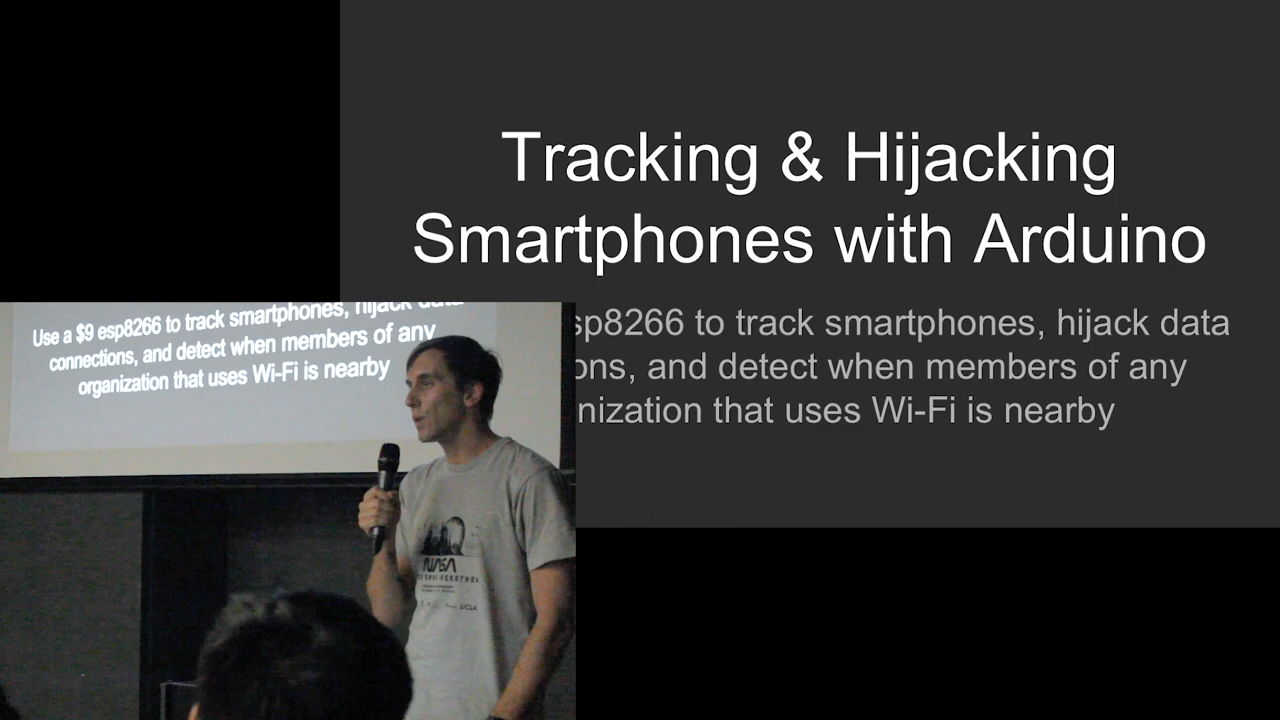 Tracking & Hijacking
Smartphones with Arduino
sp8266 to track smartphones, hijack data
ons, and detect when members of any
nization that uses Wi-Fi is nearby
Use a $9 esp8266 to track smartphones, hijack data
connections, and detect when members of any
organization that uses Wi-Fi is nearby
NASA
UCLA